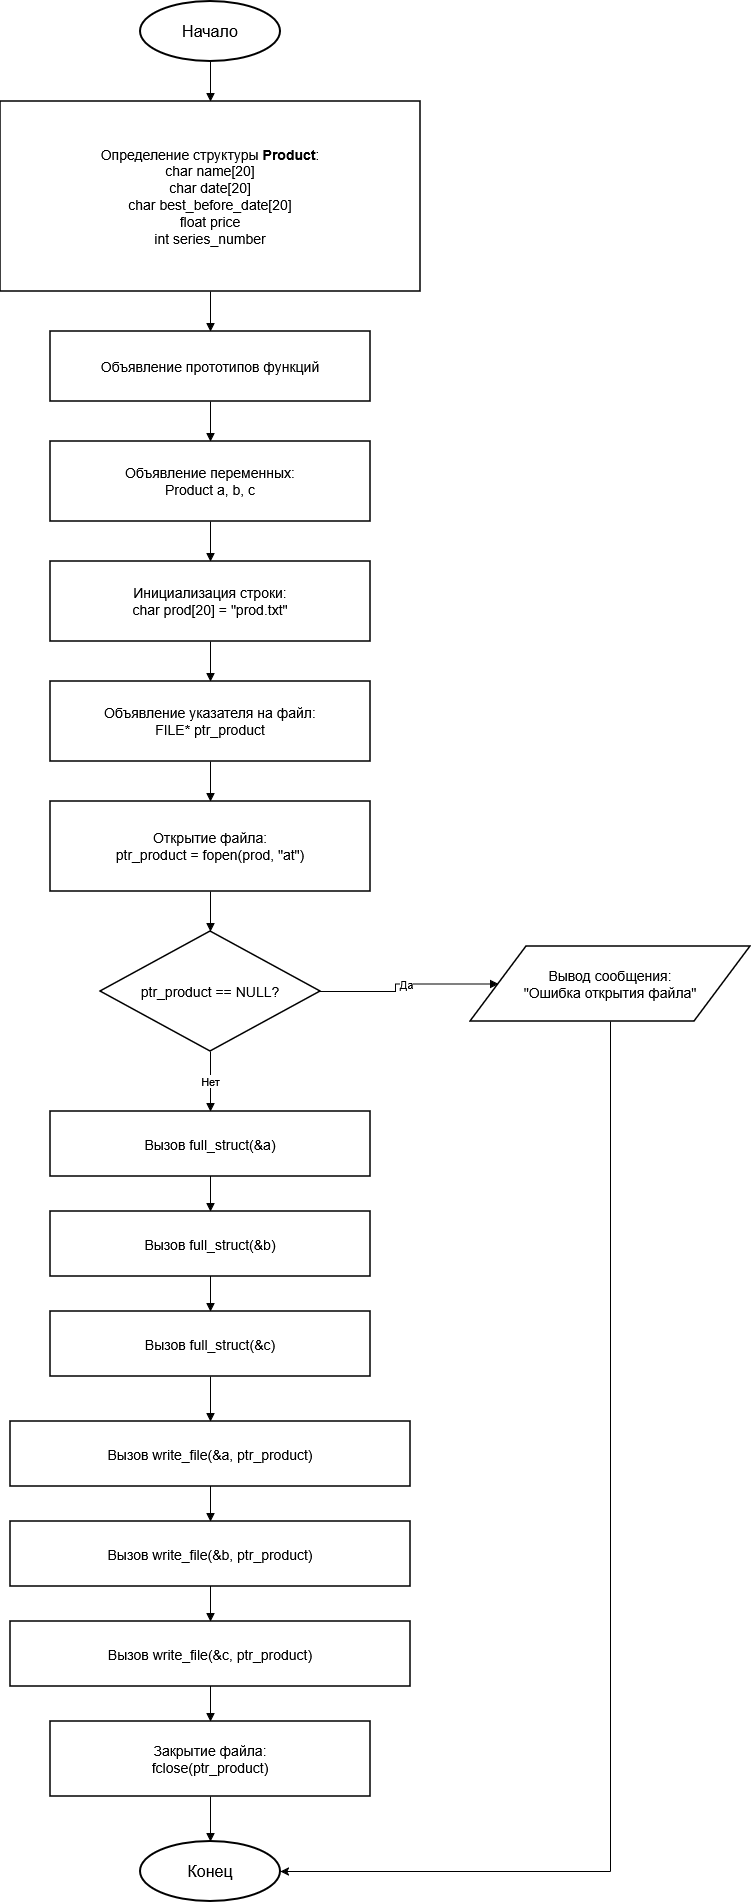 Начало
Определение структуры Product:
char name[20]
char date[20]
char best_before_date[20]
float price
int series_number
Объявление прототипов функций
Объявление переменных:
Product a, b, c
Инициализация строки:
char prod[20] = "prod.txt"
Объявление указателя на файл:
FILE* ptr_product
Открытие файла:
ptr_product = fopen(prod, "at")
ptr_product == NULL?
Да
Вывод сообщения:
"Ошибка открытия файла"
Нет
Вызов full_struct(&a)
Вызов full_struct(&b)
Вызов full_struct(&c)
Вызов write_file(&a, ptr_product)
Вызов write_file(&b, ptr_product)
Вызов write_file(&c, ptr_product)
Закрытие файла:
fclose(ptr_product)
Конец